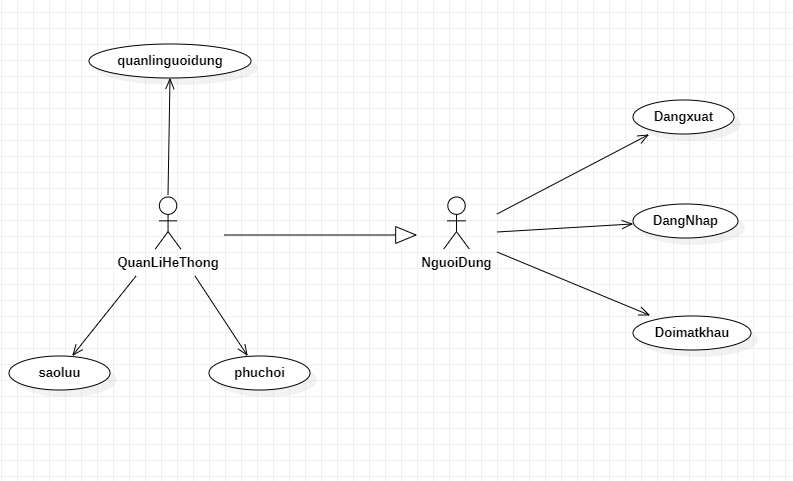 quanlinguoidung
Dangxuat
DangNhap
QuanLiHeThong
NguoiDung
Doimatkhau
saoluu
phuchoi